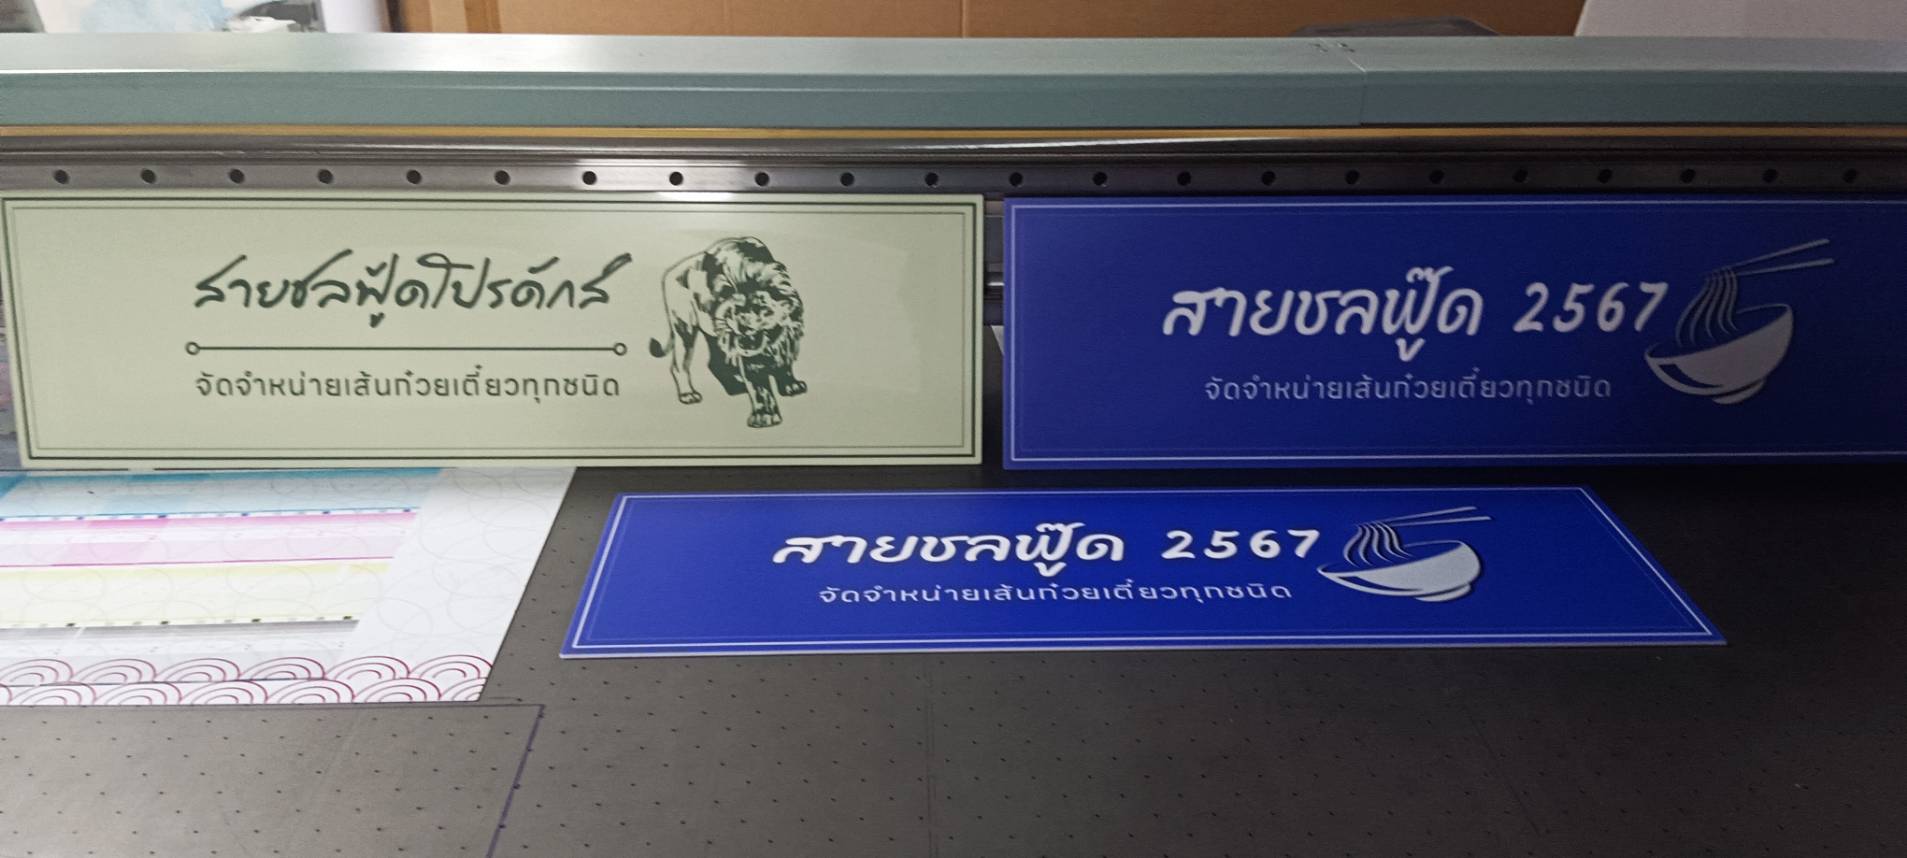 สายชลฟู้ดโปรดักส์
จัดจำหน่ายเส้นก๋วยเตี๋ยวทุกชนิด
สายชลฟู๊ด 2567
จัดจำหน่ายเส้นก๋วยเตี๋ยวทุกชนิด
สายชลฟู๊ด 2567
จัดจำหน่ายเส้นก๋วยเตี๋ยวทุกชนิด